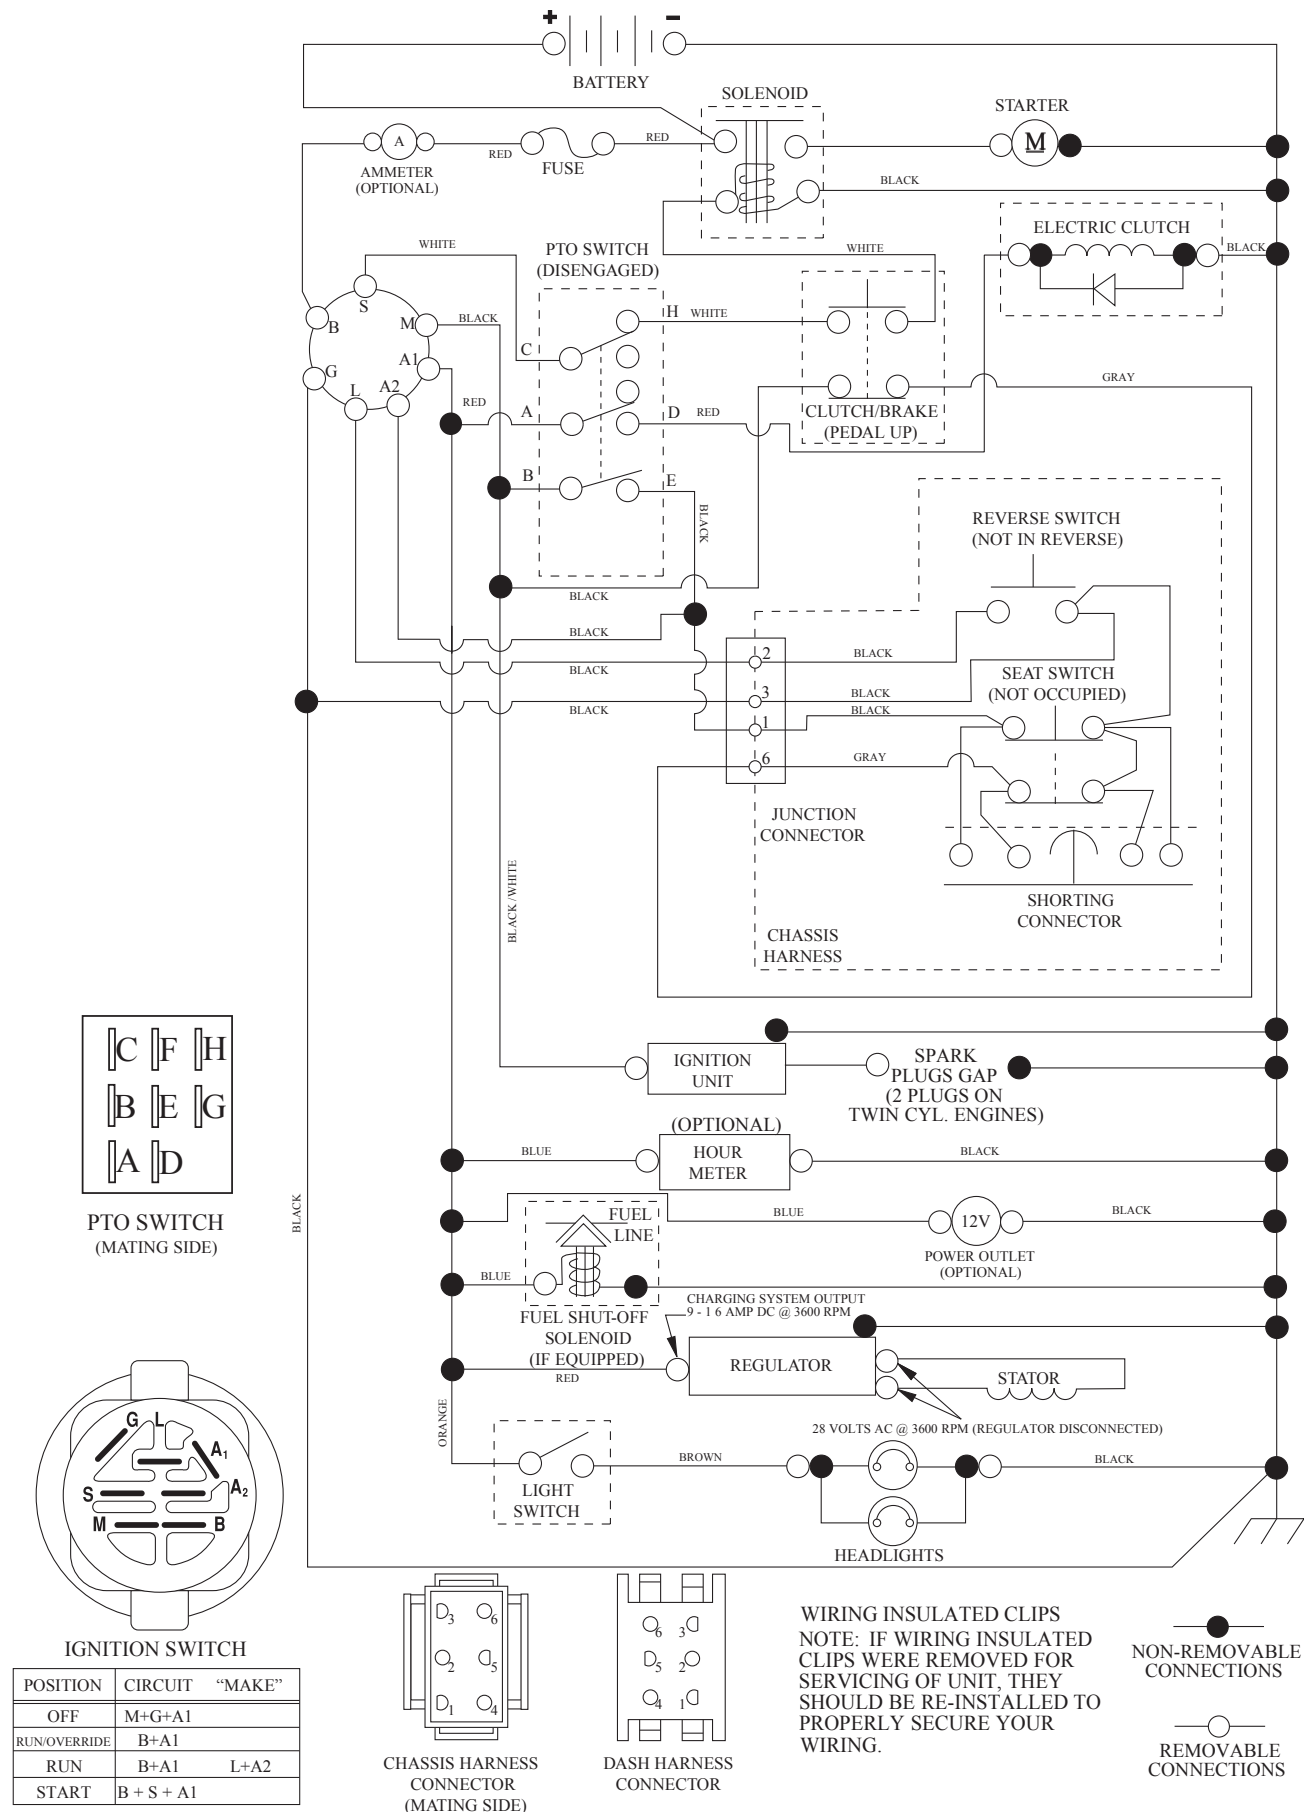 + -
BATTERY
SOLENOID
STARTER
A
RED
RED
M
AMMETER
(OPTIONAL)
FUSE
BLACK
WHITE
PTO SWITCH
(DISENGAGED)
WHITE
ELECTRIC CLUTCH
BLACK
S
B
M
BLACK
H
WHITE
A1
C
G
L
A2
RED
A
D
RED
CLUTCH/BRAKE
(PEDAL UP)
GRAY
B
E
BLACK
REVERSE SWITCH
(NOT IN REVERSE)
BLACK
BLACK
BLACK
BLACK
2
BLACK
SEAT SWITCH
(NOT OCCUPIED)
3
BLACK
BLACK
1
6
GRAY
JUNCTION
CONNECTOR
BLACK /WHITE
SHORTING
CONNECTOR
CHASSIS
HARNESS
C F H
B E G
A D
PTO SWITCH
(MATING SIDE)
IGNITION
UNIT
SPARK
PLUGS GAP
(2 PLUGS ON
TWIN CYL. ENGINES)
(OPTIONAL)
HOUR
METER
BLUE
BLACK
BLACK
FUEL
LINE
BLUE
12V
BLACK
POWER OUTLET
(OPTIONAL)
BLUE
FUEL SHUT-OFF
SOLENOID
(IF EQUIPPED)
CHARGING SYSTEM OUTPUT
9 - 1 6 AMP DC @ 3600 RPM
RED
REGULATOR
STATOR
28 VOLTS AC @ 3600 RPM (REGULATOR DISCONNECTED)
ORANGE
LIGHT
SWITCH
BROWN
BLACK
HEADLIGHTS
G L
A1
S
A2
M
B
IGNITION SWITCH
POSITION CIRCUIT “MAKE”
OFF M+G+A1
RUN/OVERRIDE B+A1
RUN B+A1 L+A2
START B + S + A1
3 6
2 5
1 4
CHASSIS HARNESS
CONNECTOR
(MATING SIDE)
6 3
5 2
4 1
DASH HARNESS
CONNECTOR
WIRING INSULATED CLIPS
NOTE: IF WIRING INSULATED
CLIPS WERE REMOVED FOR
SERVICING OF UNIT, THEY
SHOULD BE RE-INSTALLED TO
PROPERLY SECURE YOUR
WIRING.
NON-REMOVABLE
CONNECTIONS
REMOVABLE
CONNECTIONS